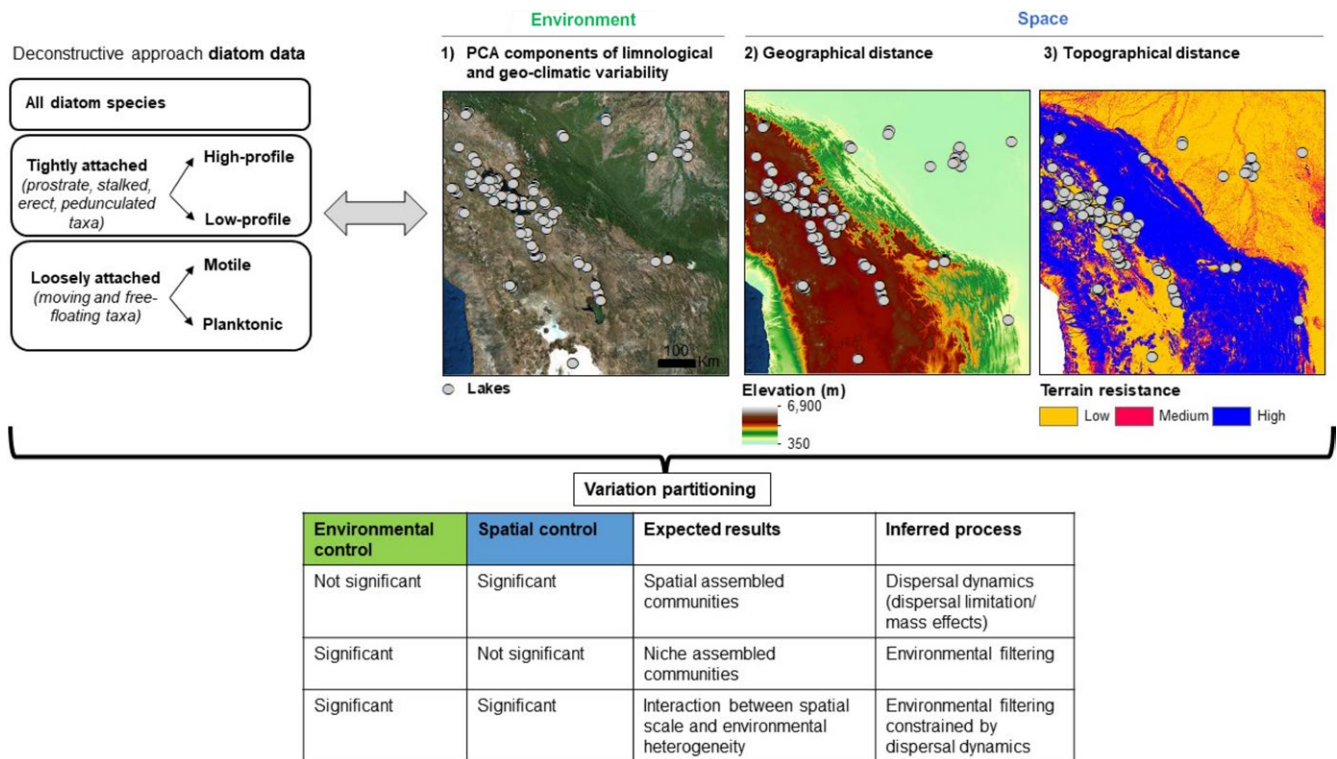 Environment
Space
Deconstructive approach diatom data
1) PCA components of limnological
and geo-climatic variability
2) Geographical distance
3) Topographical distance
All diatom species
Tightly attached
(prostrate, stalked,
erect, pedunculated
taxa)
High-profile
Low-profile
Loosely attached
(moving and free-
floating taxa)
Motile
Planktonic
100
Km
Lakes
Elevation (m)
6,900
350
Terrain resistance
Low
Medium
High
Variation partitioning
Environmental
control
Spatial control
Expected results
Inferred process
Not significant
Significant
Spatial assembled
communities
Dispersal dynamics
(dispersal limitation/
mass effects)
Significant
Not significant
Niche assembled
communities
Environmental filtering
Significant
Significant
Interaction between spatial
scale and environmental
heterogeneity
Environmental filtering
constrained by
dispersal dynamics